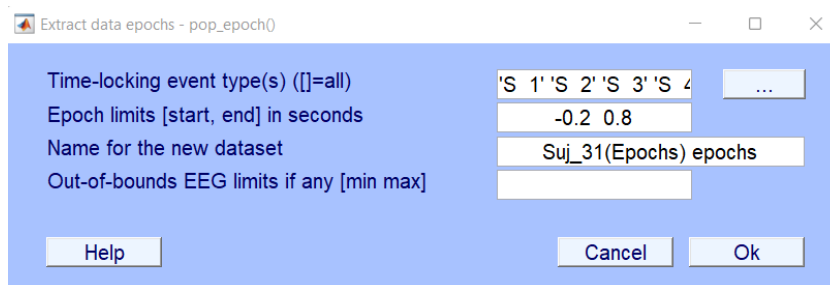 Extract data epochs - pop_epoch()
Time-locking event type(s) ([]=all) 'S  1' 'S  2' 'S  3' 'S  4 ...
Epoch limits [start, end] in seconds -0.2  0.8
Name for the new dataset Suj_31(Epochs) epochs
Out-of-bounds EEG limits if any [min max]
Help Cancel Ok